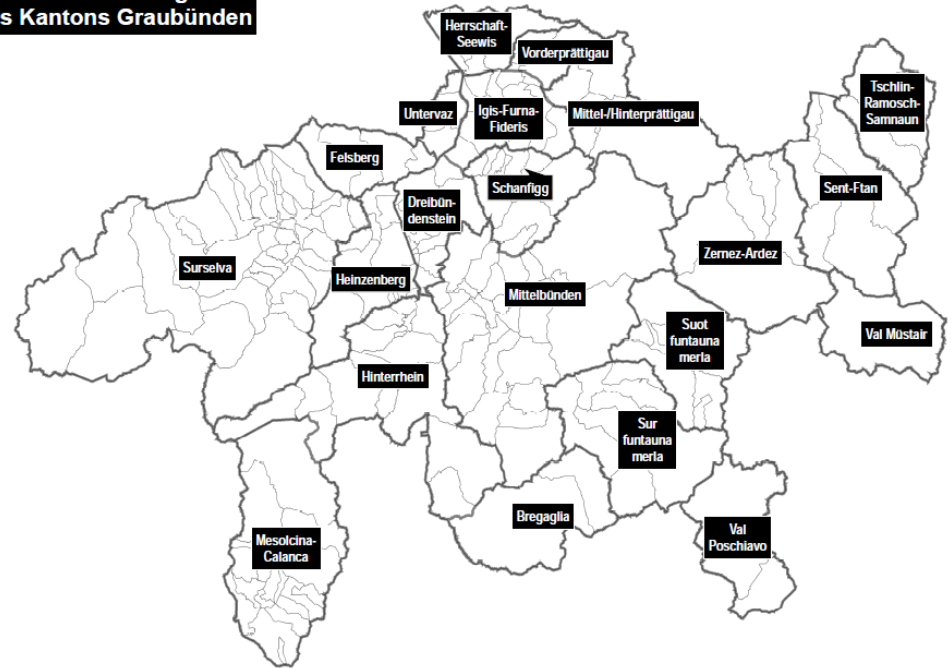 s Kantons Graubünden
Herrschaft-
Seewis
Vorderprättigau
Untervaz
Igis-Furna-
Fideris
Mittel-/Hinterprättigau
Tschlin-
Ramosch-
Samnaun
Felsberg
Schanfigg
Sent-Ftan
Dreibün-
denstein
Surselva
Heinzenberg
Zernez-Ardez
Mittelbünden
Suot
funtauna
merla
Val Müstair
Hinterrhein
Sur
funtauna
merla
Bregaglia
Val
Poschiavo
Mesolcina-
Calanca